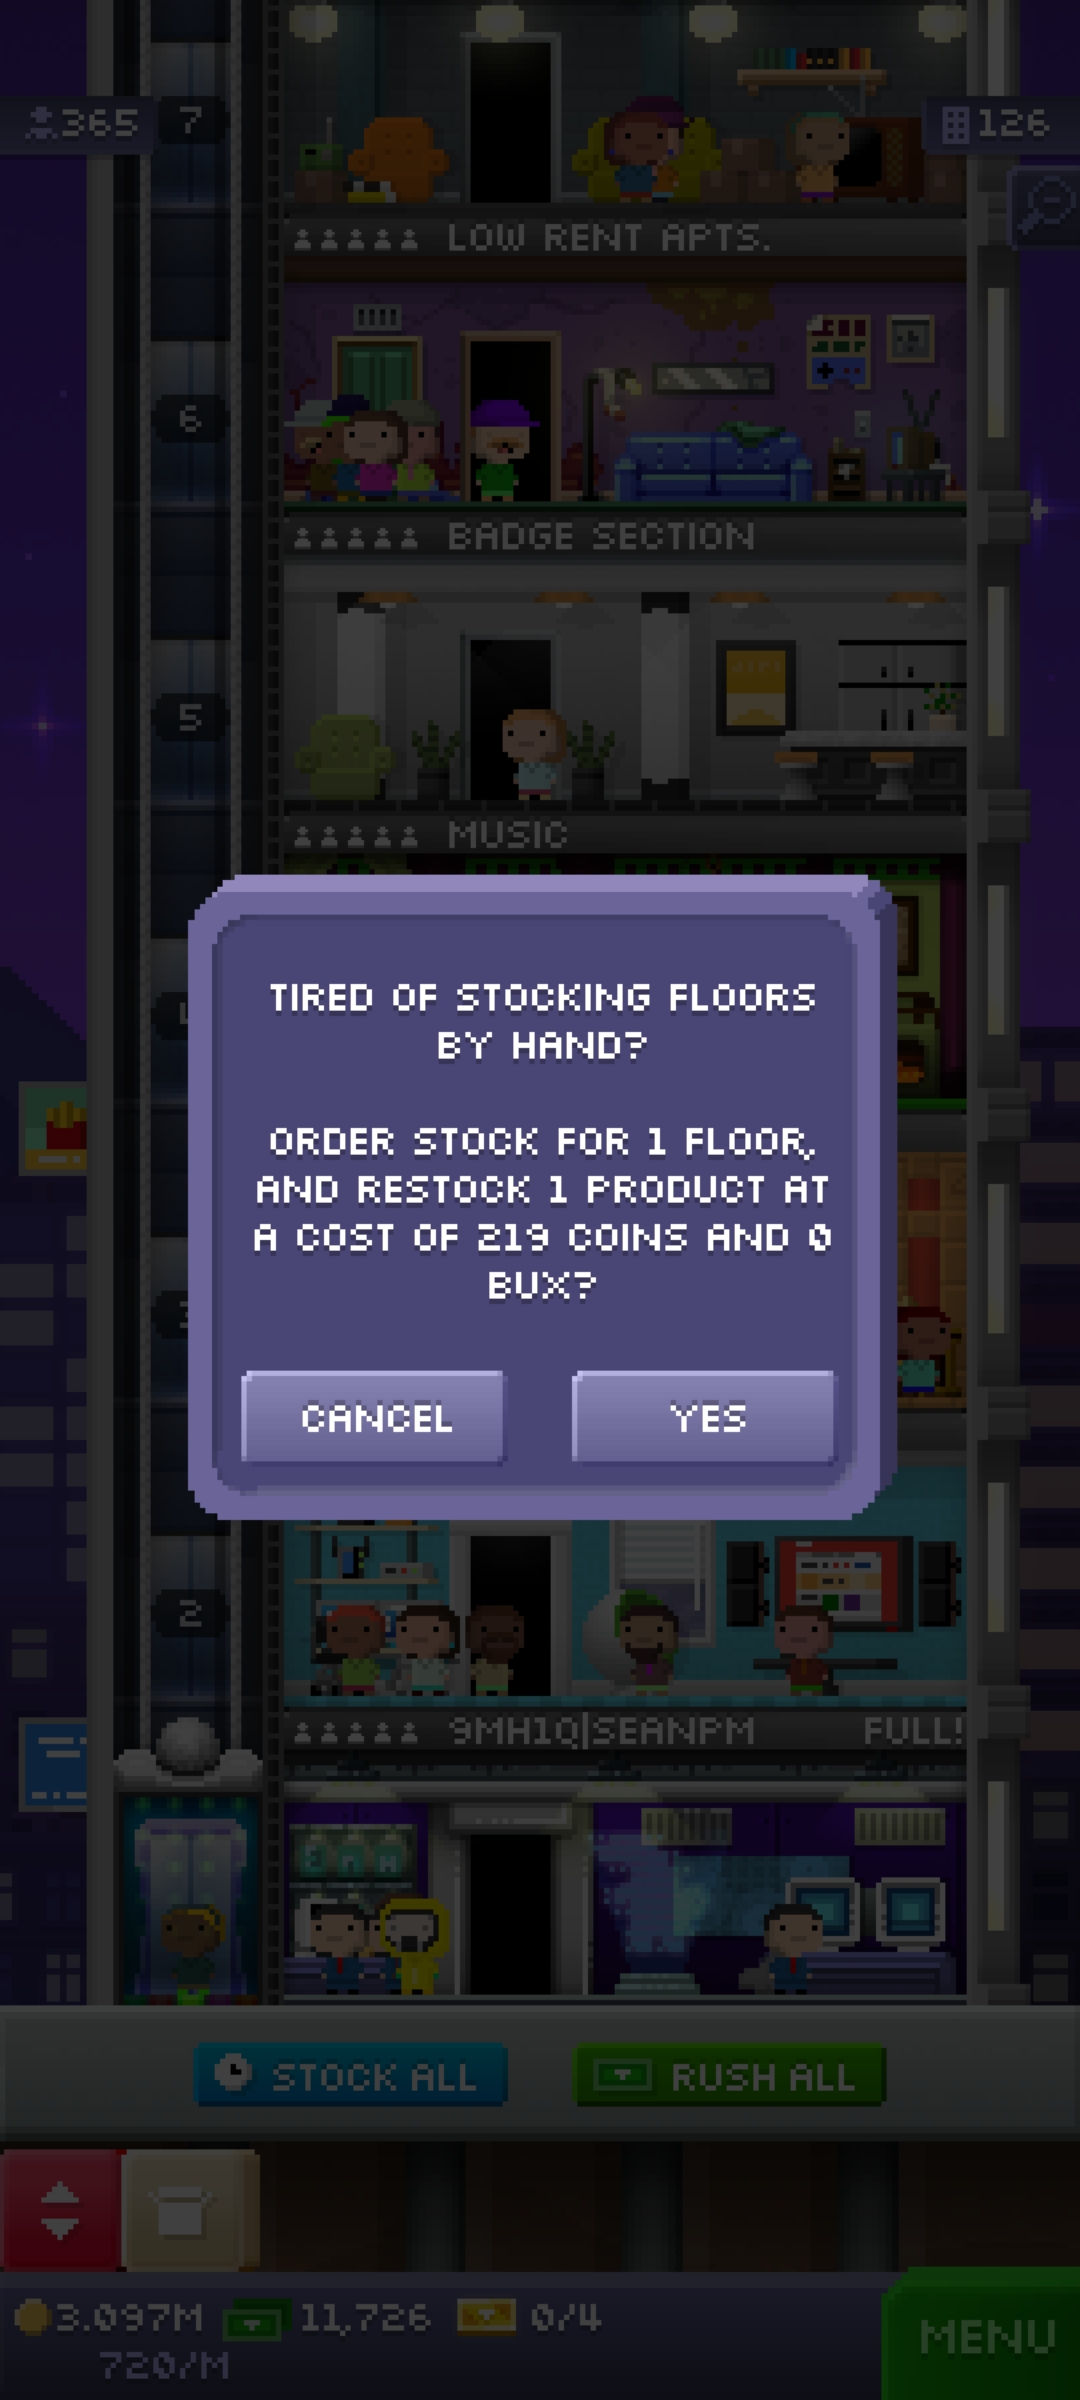 365
7
126
LOW RENT APTS.
6
BADGE SECTION
5
MUSIC
TIRED OF STOCKING FLOORS
BY HAND?
ORDER STOCK FOR 1 FLOOR,
AND RESTOCK 1 PRODUCT AT
A COST OF 219 COINS AND 0
BUX?
CANCEL
YES
2
9MH1Q|SEANPM
FULL!
STOCK ALL
RUSH ALL
3.097M
11,726
0/4
720/M
MENU